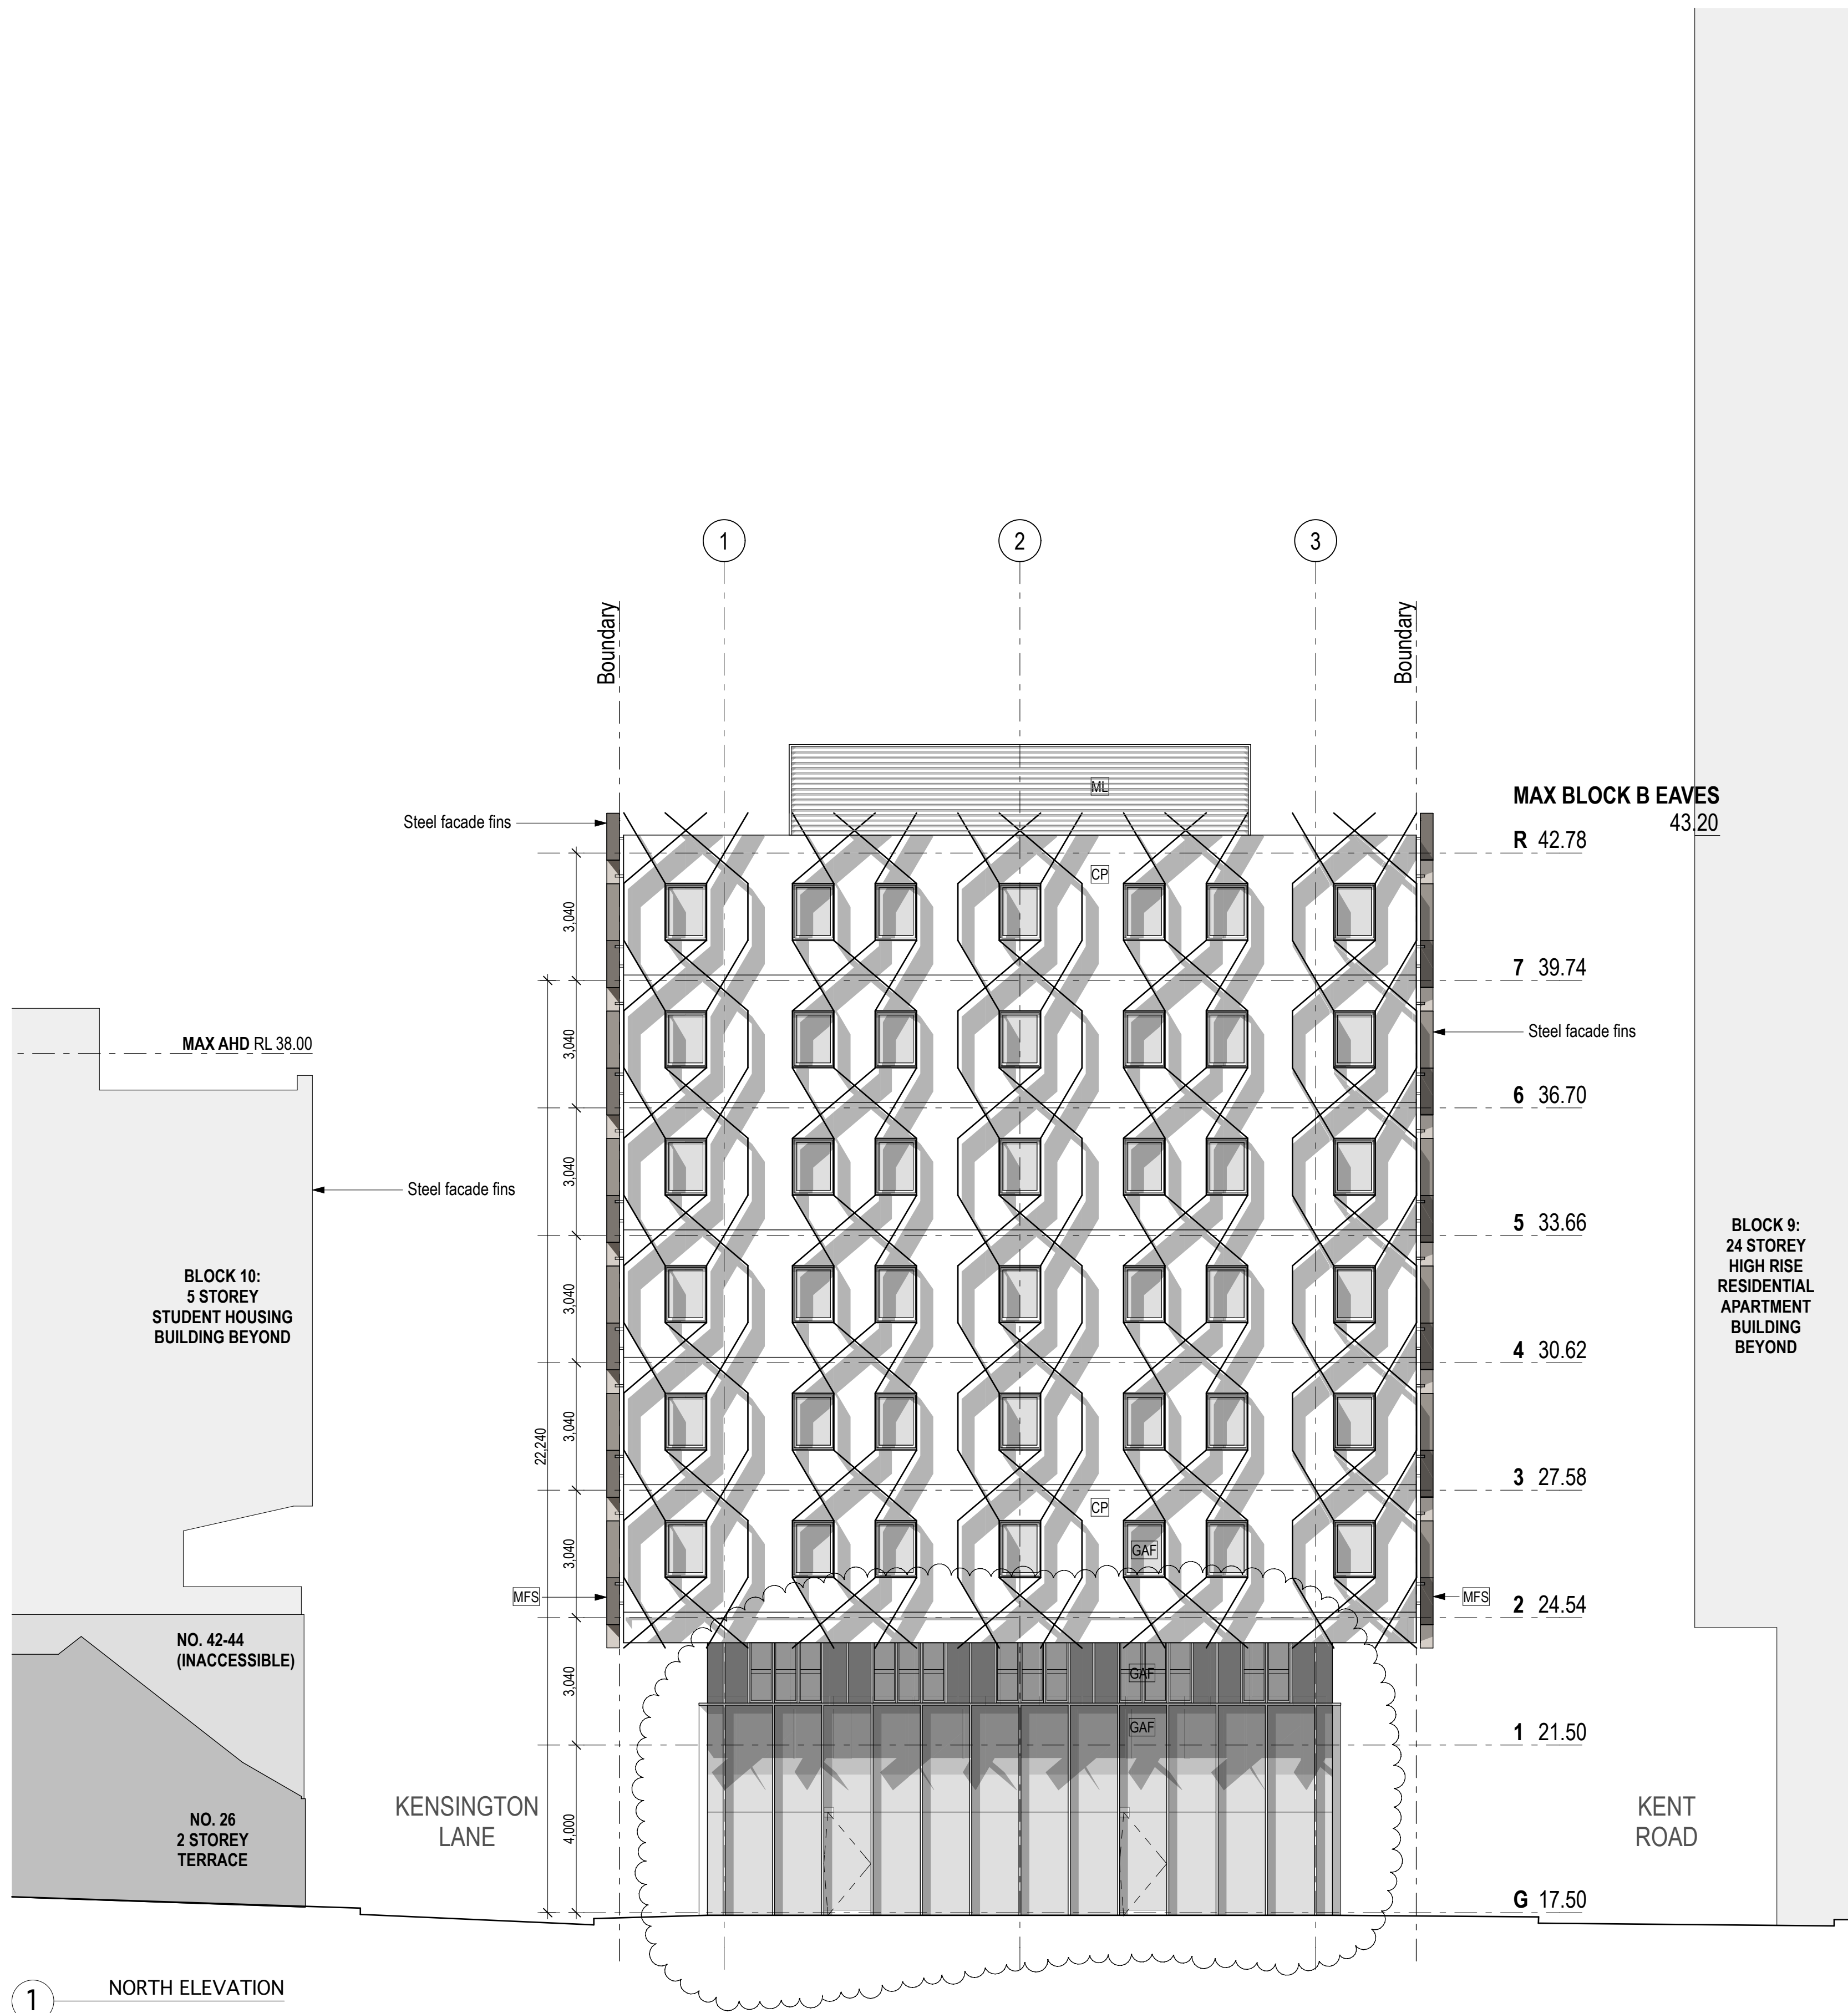 1
2
3
Boundary
Boundary
ML
MAX BLOCK B EAVES
43.20
Steel facade fins
R 42.78
CP
3,040
7 39.74
MAX AHD RL 38.00
3,040
Steel facade fins
6 36.70
3,040
Steel facade fins
5 33.66
BLOCK 9:
24 STOREY
HIGH RISE
RESIDENTIAL
APARTMENT
BUILDING
BEYOND
BLOCK 10:
5 STOREY
STUDENT HOUSING
BUILDING BEYOND
3,040
4 30.62
3,040
22,240
3 27.58
CP
GAF
3,040
MFS
MFS
2 24.54
NO. 42-44
(INACCESSIBLE)
GAF
3,040
GAF
1 21.50
KENSINGTON
LANE
KENT
ROAD
NO. 26
2 STOREY
TERRACE
4,000
G 17.50
1
NORTH ELEVATION